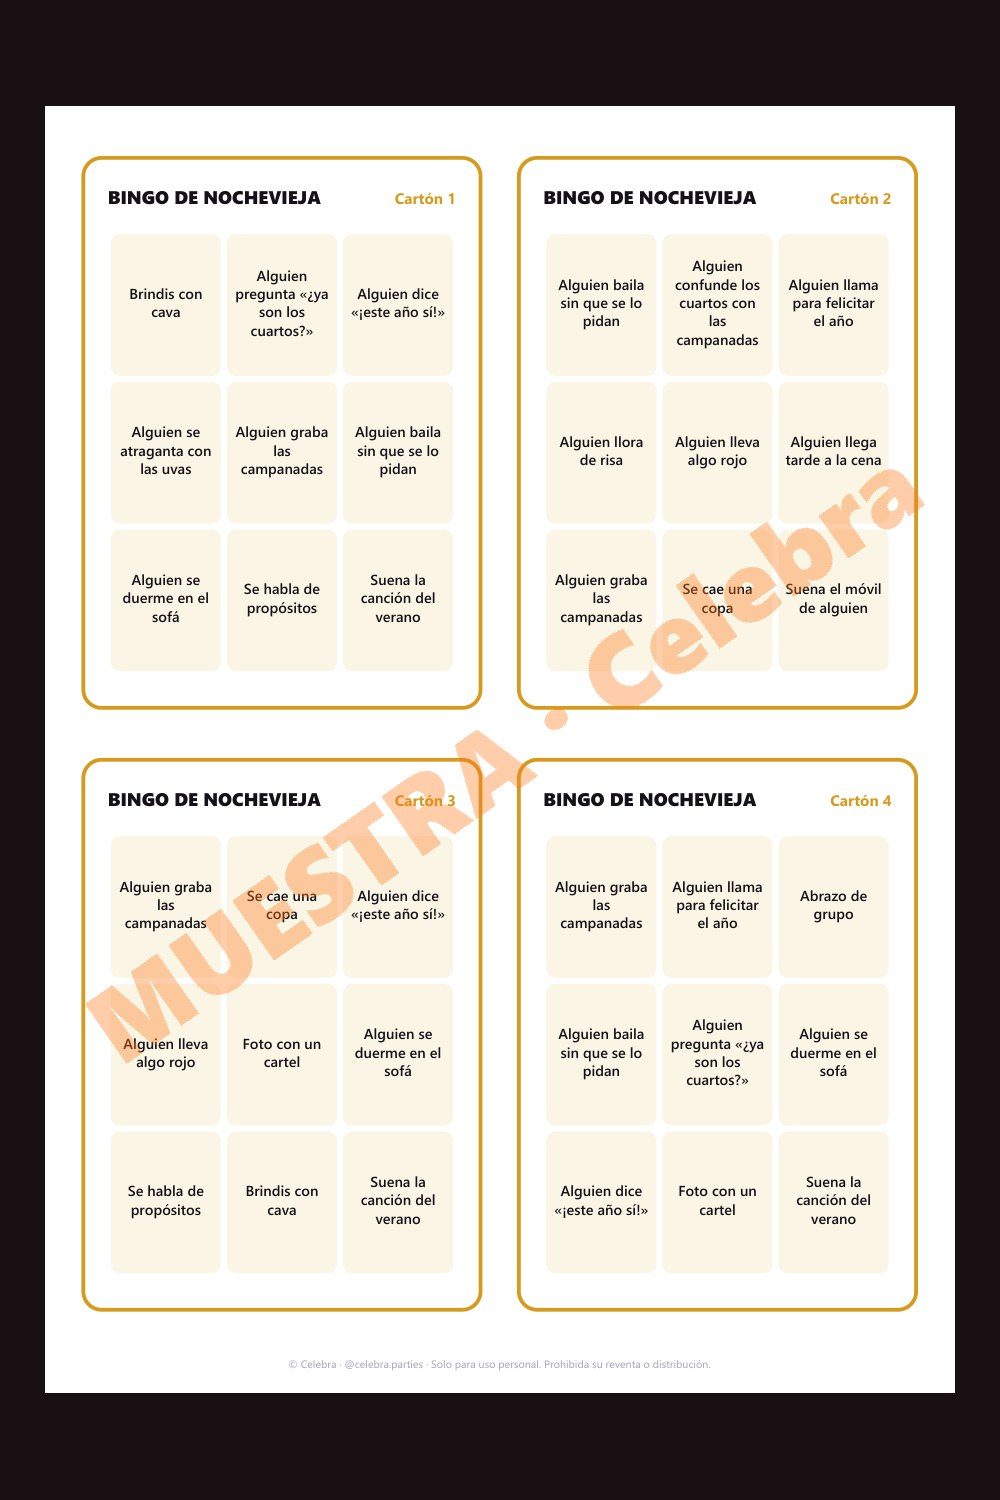 BINGO DE NOCHEVIEJA
Cartón 1
Brindis con
cava
Alguien
pregunta «¿ya
son los
cuartos?»
Alguien dice
«¡este año sí!»
Alguien se
atraganta con
las uvas
Alguien graba
las
campanadas
Alguien baila
sin que se lo
pidan
Alguien se
duerme en el
sofá
Se habla de
propósitos
Suena la
canción del
verano
BINGO DE NOCHEVIEJA
Cartón 2
Alguien baila
sin que se lo
pidan
Alguien
confunde los
cuartos con
las
campanadas
Alguien llama
para felicitar
el año
Alguien llora
de risa
Alguien lleva
algo rojo
Alguien llega
tarde a la cena
Alguien graba
las
campanadas
Se cae una
copa
Suena el móvil
de alguien
BINGO DE NOCHEVIEJA
Cartón 3
Alguien graba
las
campanadas
Se cae una
copa
Alguien dice
«¡este año sí!»
Alguien lleva
algo rojo
Foto con un
cartel
Alguien se
duerme en el
sofá
Se habla de
propósitos
Brindis con
cava
Suena la
canción del
verano
BINGO DE NOCHEVIEJA
Cartón 4
Alguien graba
las
campanadas
Alguien llama
para felicitar
el año
Abrazo de
grupo
Alguien baila
sin que se lo
pidan
Alguien
pregunta «¿ya
son los
cuartos?»
Alguien se
duerme en el
sofá
Alguien dice
«¡este año sí!»
Foto con un
cartel
Suena la
canción del
verano
MUESTRA · Celebra
© Celebra · @celebra.parties · Solo para uso personal. Prohibida su reventa o distribución.